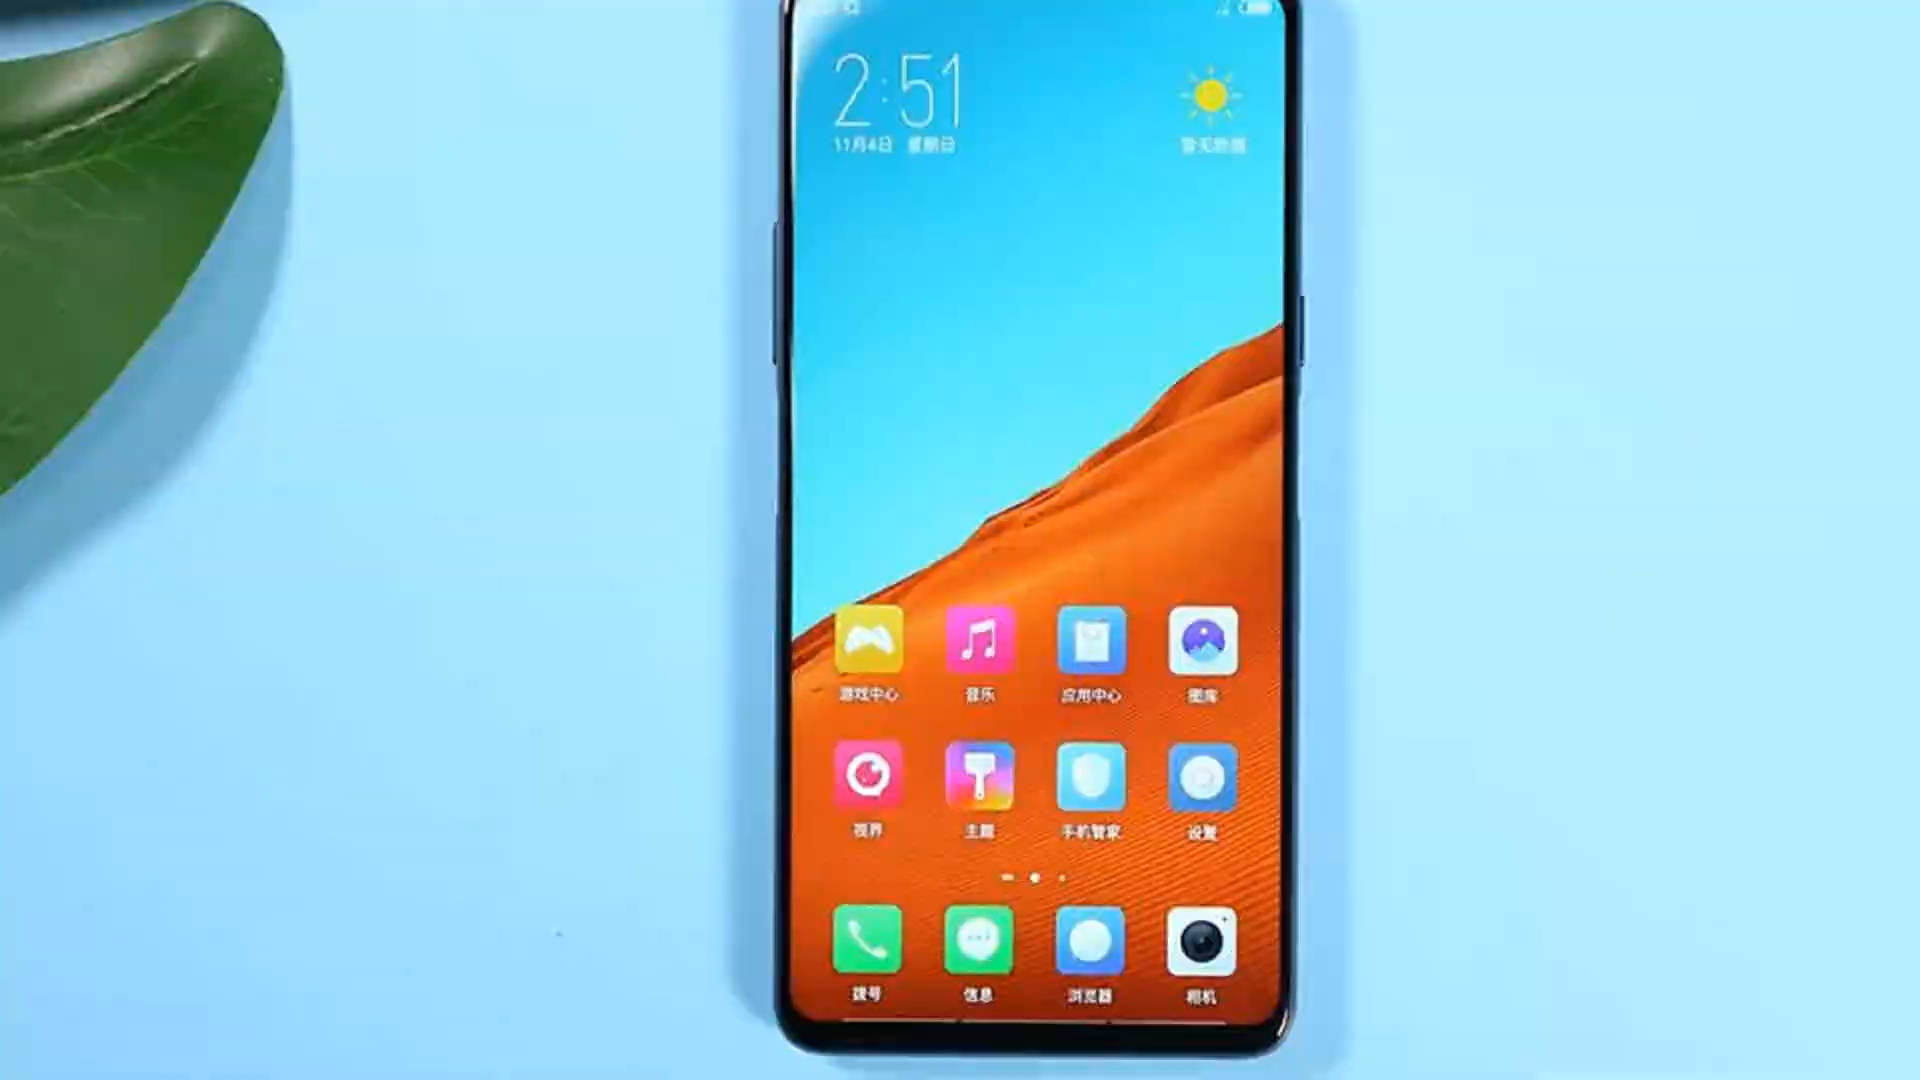 2:51
11月4日 星期日
暂无数据
游戏中心 音乐 应用中心 图库
视界 主题 手机管家 设置
拨号 信息 浏览器 相机